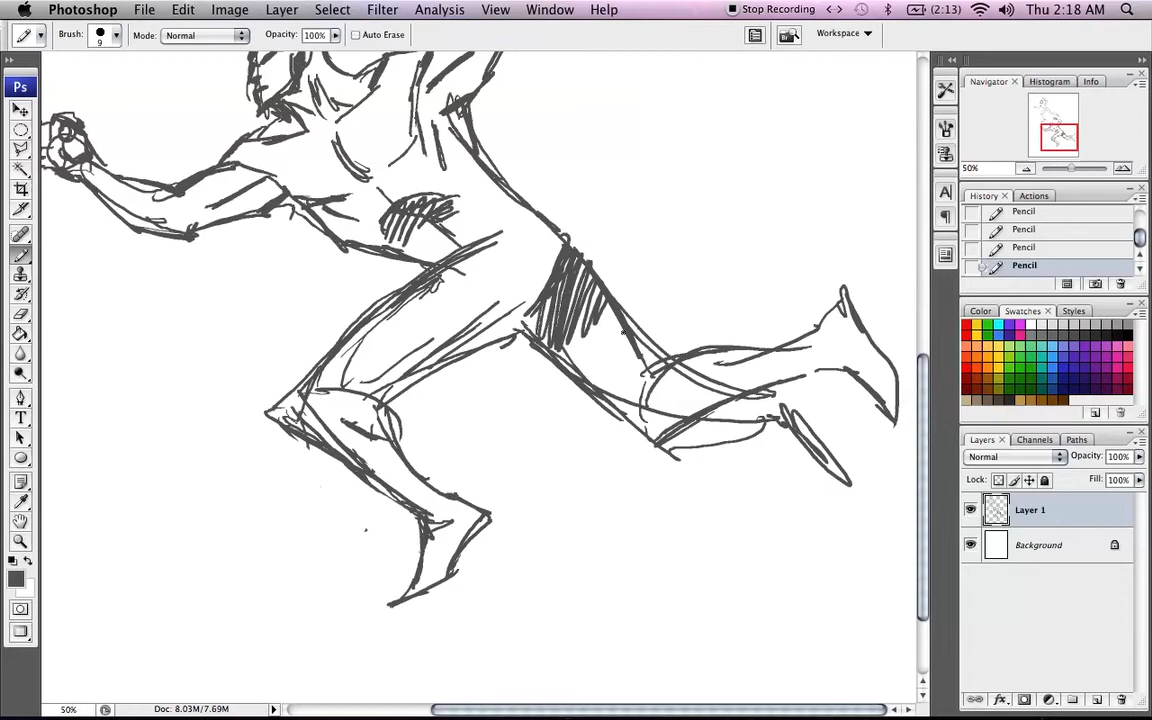 Photoshop File Edit Image Layer Select Filter Analysis View Window Help Stop Recording (2:13) Thu 2:18 AM
Brush: 9 Mode: Normal Opacity: 100% Auto Erase Workspace
Ps
Navigator Histogram Info
50%
History Actions
Pencil
Pencil
Pencil
Pencil
Color Swatches Styles
Layers Channels Paths
Normal Opacity: 100%
Lock: Fill: 100%
Layer 1
Background
50% Doc: 8.03M/7.69M